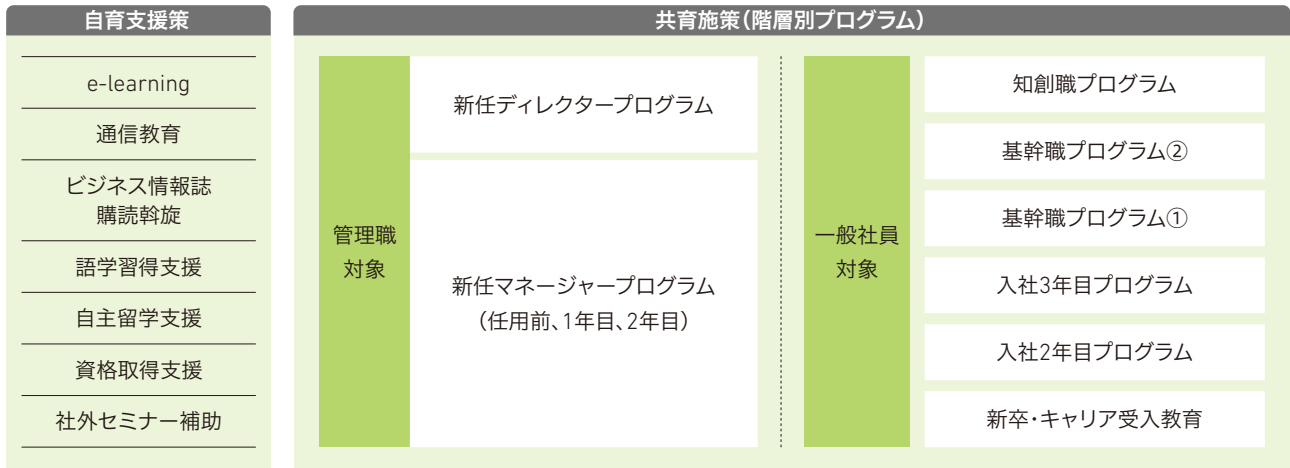 自育支援策
e-learning
通信教育
ビジネス情報誌
購読斡旋
語学習得支援
自主留学支援
資格取得支援
社外セミナー補助
共育施策（階層別プログラム）
管理職
対象
新任ディレクタープログラム
新任マネージャープログラム
（任用前、1年目、2年目）
一般社員
対象
知創職プログラム
基幹職プログラム②
基幹職プログラム①
入社3年目プログラム
入社2年目プログラム
新卒・キャリア受入教育